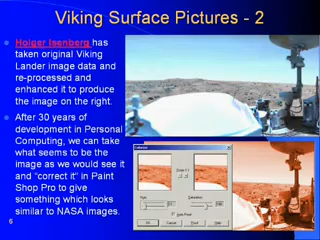 Viking Surface Pictures - 2
Holger Isenberg has
taken original Viking
Lander image data and
re-processed and
enhanced it to produce
the image on the right.
After 30 years of
development in Personal
Computing, we can take
what seems to be the
image as we would see it
and "correct it" in Paint
Shop Pro to give
something which looks
similar to NASA images.
6